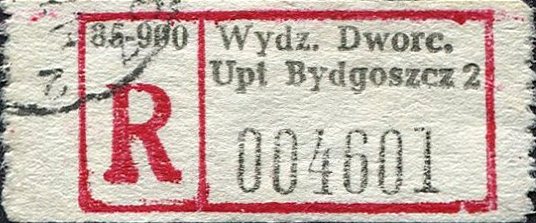 85-900 Wydz. Dworc.
Upt Bydgoszcz 2
R 004601